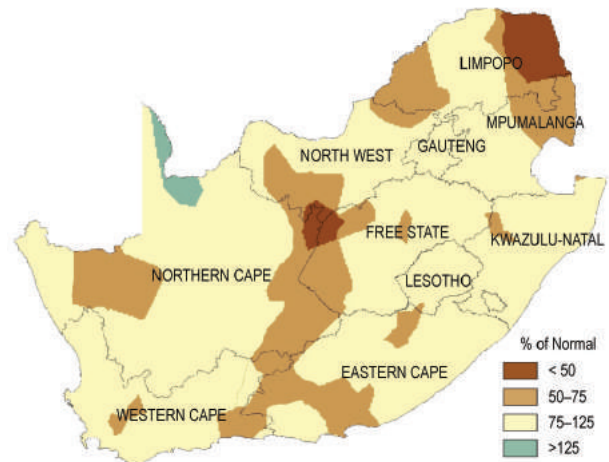 LIMPOPO
MPUMALANGA
GAUTENG
NORTH WEST
FREE STATE
KWAZULU-NATAL
NORTHERN CAPE
LESOTHO
EASTERN CAPE
WESTERN CAPE
% of Normal
< 50
50–75
75–125
>125